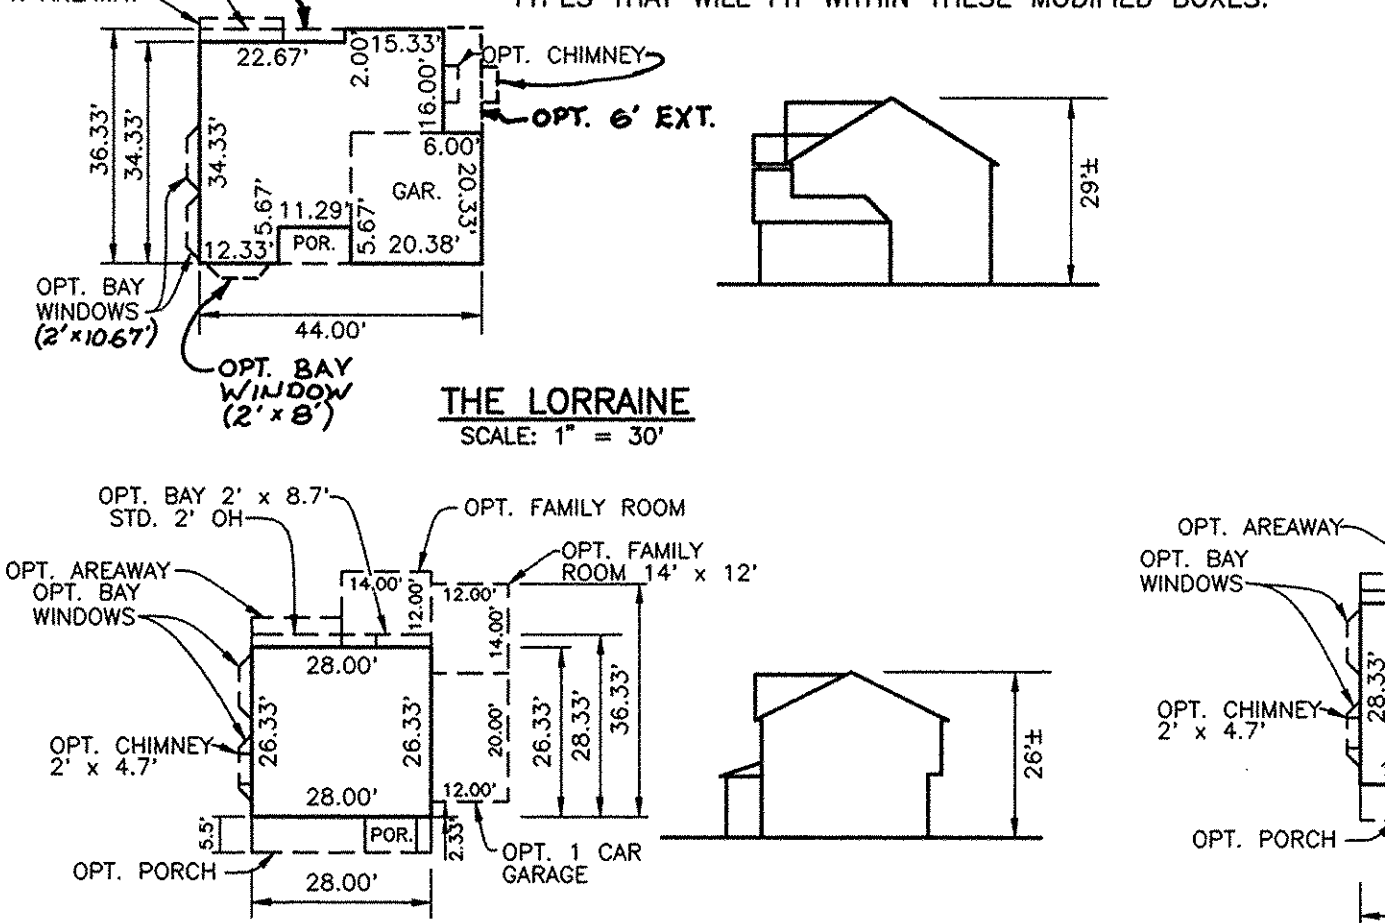 TYPES THAT WILL FIT WITHIN THESE MODIFIED BOXES.
22.67'
2.00'
15.33'
OPT. CHIMNEY
16.00'
OPT. 6' EXT.
36.33'
34.33'
34.33'
6.00'
20.33'
GAR.
5.67'
11.29'
5.67'
12.33'
POR.
20.38'
OPT. BAY
WINDOWS
(2'x10.67')
44.00'
OPT. BAY
WINDOW
(2' x 8')
29'±
THE LORRAINE
SCALE: 1" = 30'
OPT. BAY 2' x 8.7'
STD. 2' OH
OPT. FAMILY ROOM
OPT. FAMILY
ROOM 14' x 12'
OPT. AREAWAY
OPT. BAY
WINDOWS
14.00'
12.00'
12.00'
14.00'
28.00'
26.33'
26.33'
20.00'
26.33'
28.33'
36.33'
OPT. CHIMNEY
2' x 4.7'
28.00'
12.00'
5.5'
POR.
2.33'
OPT. PORCH
OPT. 1 CAR
GARAGE
28.00'
26'±
OPT. AREAWAY
OPT. BAY
WINDOWS
28.33'
OPT. CHIMNEY
2' x 4.7'
OPT. PORCH